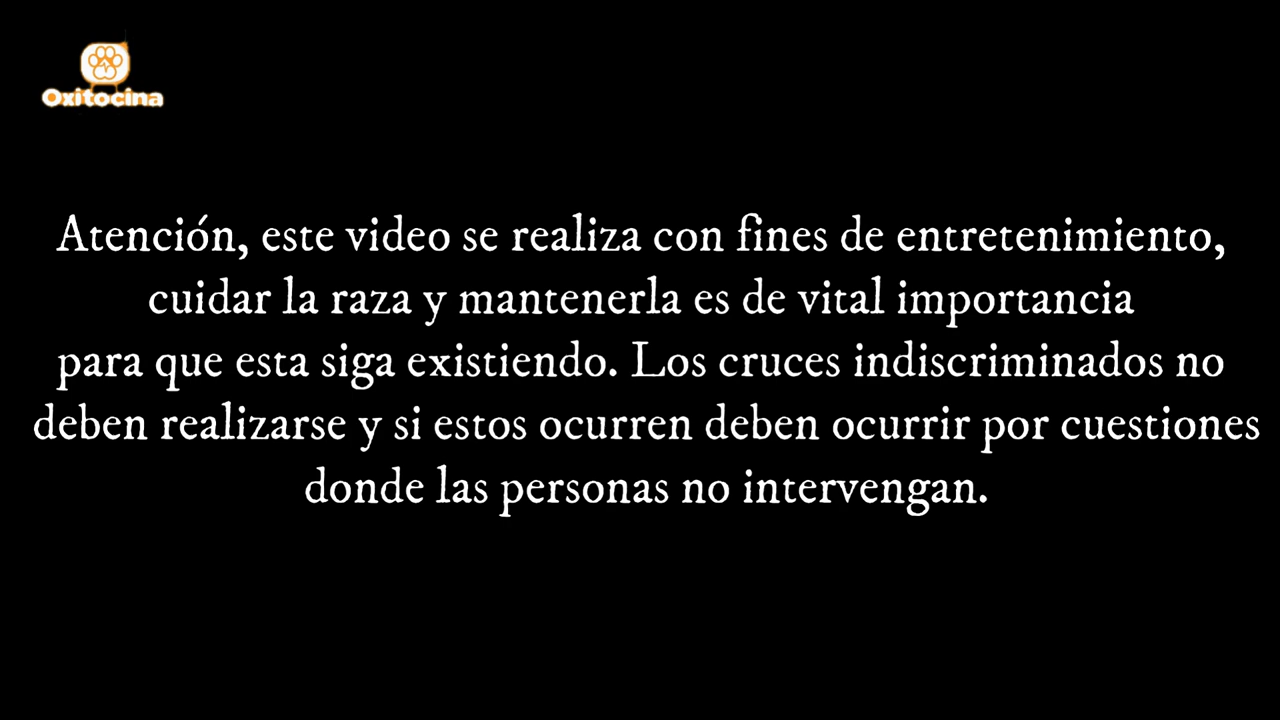 Oxitocina
Atención, este video se realiza con fines de entretenimiento,
cuidar la raza y mantenerla es de vital importancia
para que esta siga existiendo. Los cruces indiscriminados no
deben realizarse y si estos ocurren deben ocurrir por cuestiones
donde las personas no intervengan.